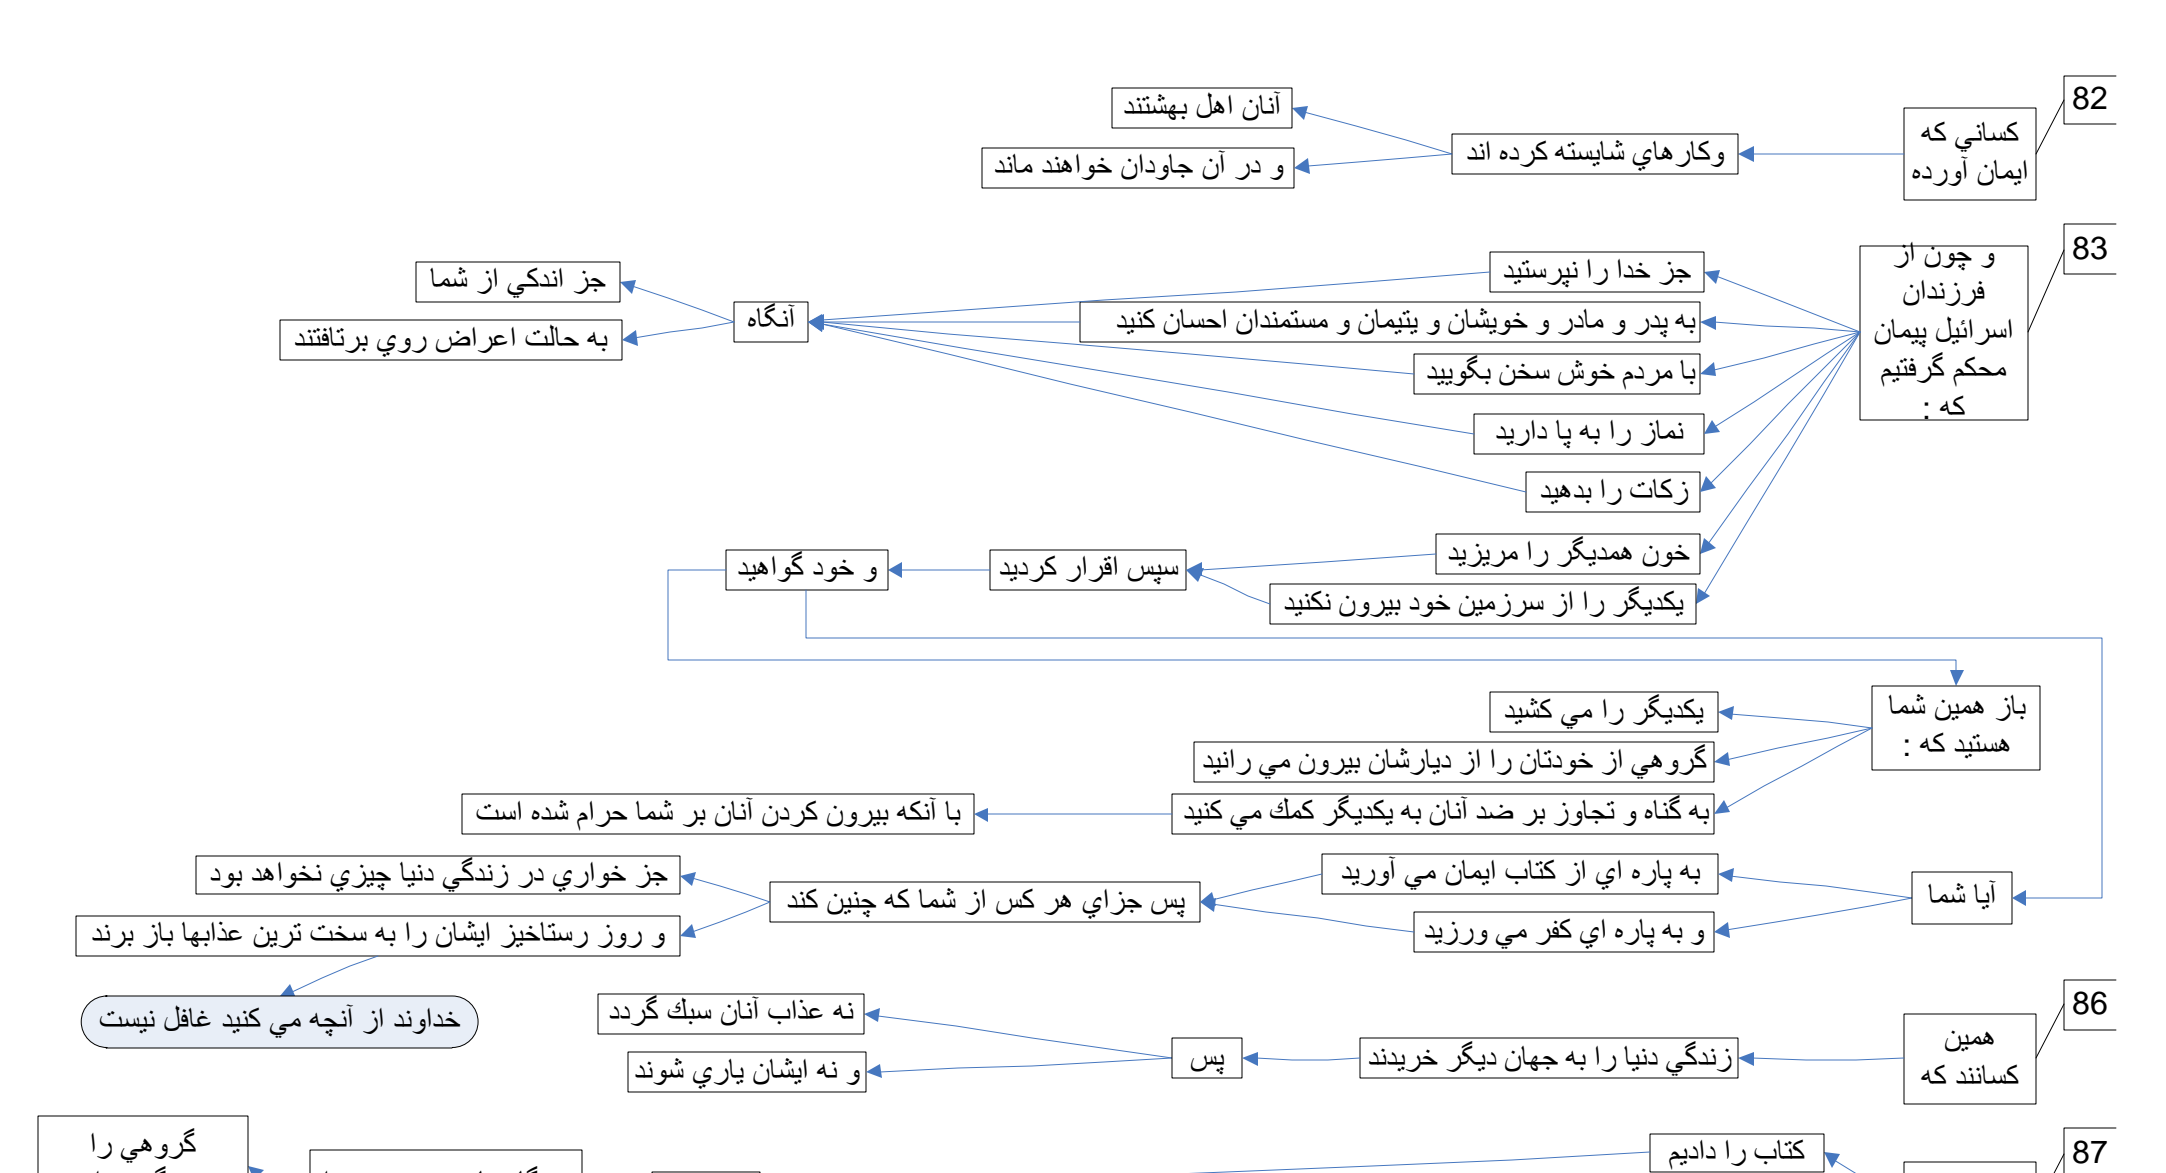 82
كساني كه
ايمان آورده
وكارهاي شايسته كرده اند
آنان اهل بهشتند
و در آن جاودان خواهند ماند
83
و چون از
فرزندان
اسرائيل پيمان
محكم گرفتيم
كه :
جز خدا را نپرستيد
به پدر و مادر و خويشان و يتيمان و مستمندان احسان كنيد
با مردم خوش سخن بگوييد
نماز را به پا داريد
زكات را بدهيد
آنگاه
جز اندكي از شما
به حالت اعراض روي برتافتند
خون همديگر را مريزيد
يكديگر را از سرزمين خود بيرون نكنيد
سپس اقرار كرديد
و خود گواهيد
باز همين شما
هستيد كه :
يكديگر را مي كشيد
گروهي از خودتان را از ديارشان بيرون مي رانيد
به گناه و تجاوز بر ضد آنان به يكديگر كمك مي كنيد
با آنكه بيرون كردن آنان بر شما حرام شده است
آيا شما
به پاره اي از كتاب ايمان مي آوريد
و به پاره اي كفر مي ورزيد
پس جزاي هر كس از شما كه چنين كند
جز خواري در زندگي دنيا چيزي نخواهد بود
و روز رستاخيز ايشان را به سخت ترين عذابها باز برند
خداوند از آنچه مي كنيد غافل نيست
86
همين
كسانند كه
زندگي دنيا را به جهان ديگر خريدند
پس
نه عذاب آنان سبك گردد
و نه ايشان ياري شوند
87
كتاب را داديم
گروهي را